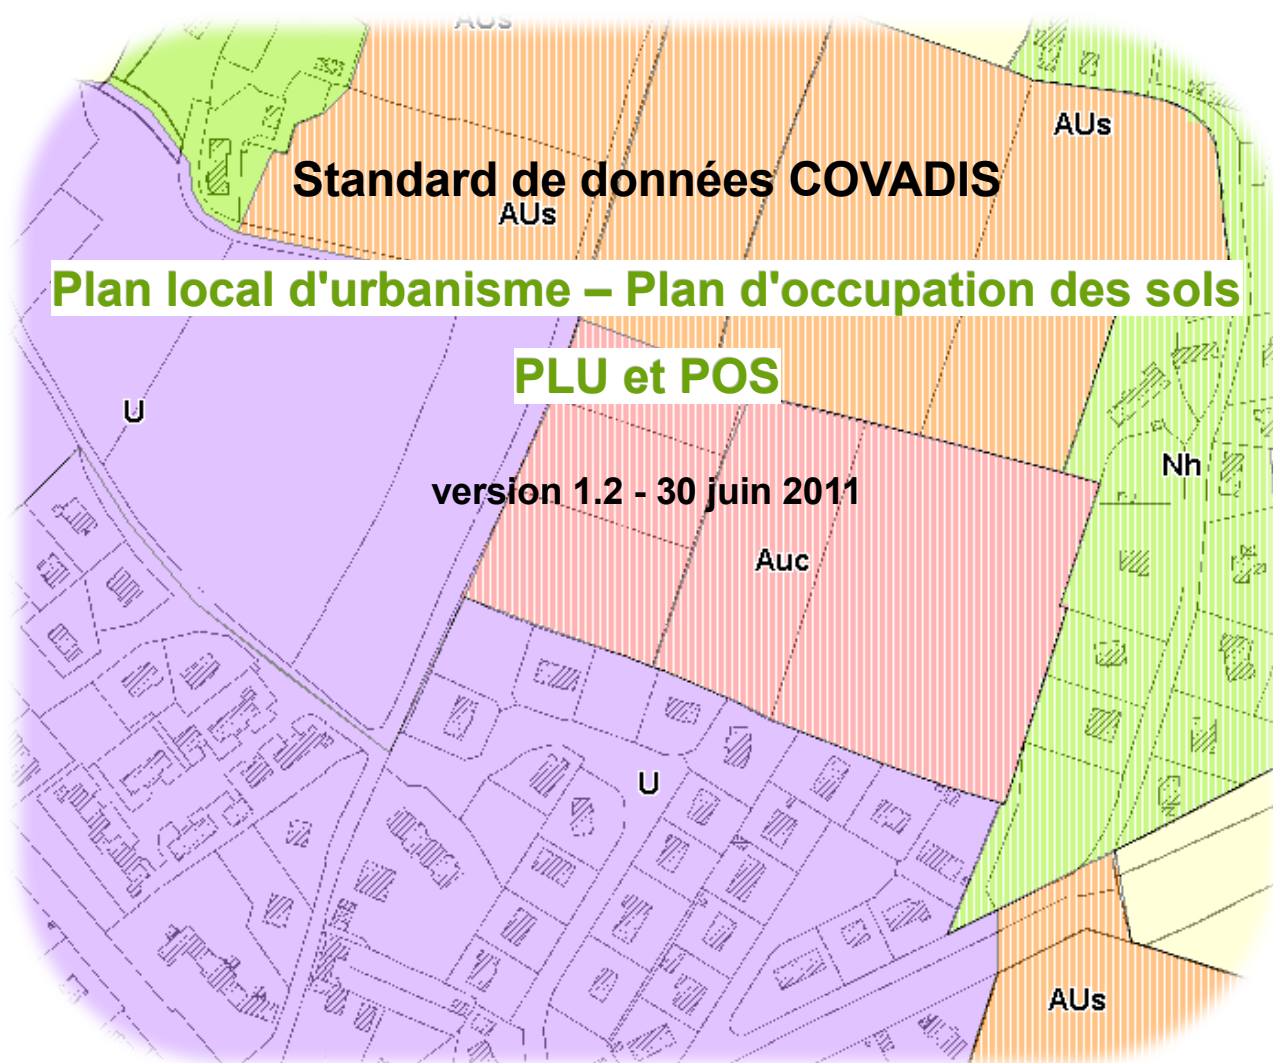 AUs
AUs
Standard de données COVADIS
AUs
Plan local d'urbanisme – Plan d'occupation des sols
PLU et POS
U
Nh
version 1.2 - 30 juin 2011
Auc
U
AUs